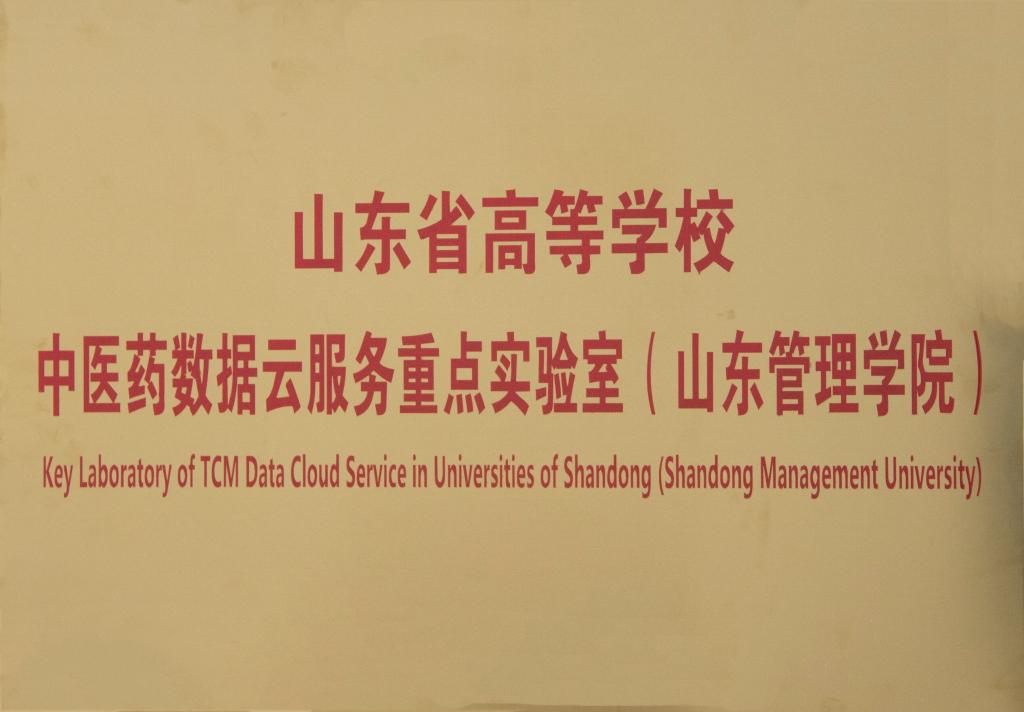 山东省高等学校
中医药数据云服务重点实验室（山东管理学院）
Key Laboratory of TCM Data Cloud Service in Universities of Shandong (Shandong Management University)